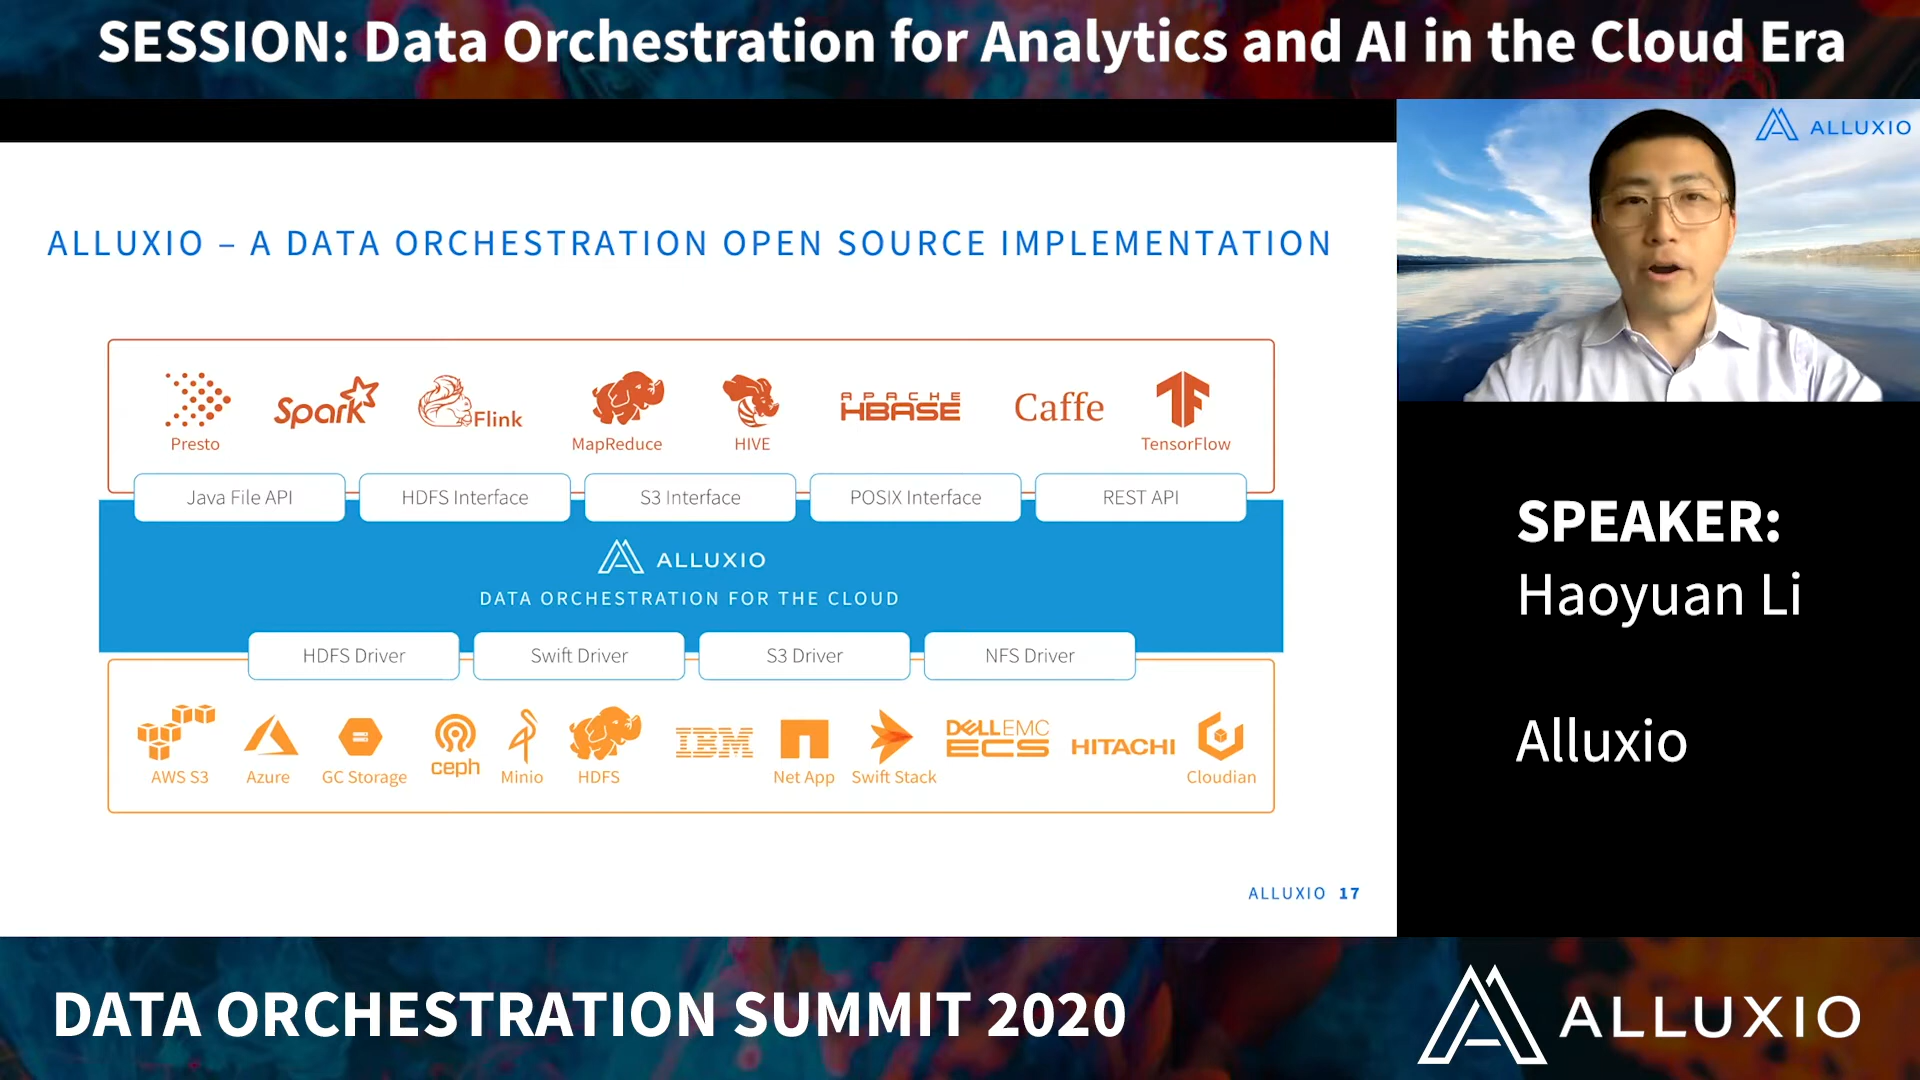 SESSION: Data Orchestration for Analytics and AI in the Cloud Era
ALLUXIO
ALLUXIO – A DATA ORCHESTRATION OPEN SOURCE IMPLEMENTATION
Presto
Spark
Flink
MapReduce
HIVE
APACHE
HBASE
Caffe
TensorFlow
Java File API
HDFS Interface
S3 Interface
POSIX Interface
REST API
ALLUXIO
DATA ORCHESTRATION FOR THE CLOUD
HDFS Driver
Swift Driver
S3 Driver
NFS Driver
AWS S3
Azure
GC Storage
ceph
Minio
HDFS
IBM
Net App
Swift Stack
DELLEMC
ECS
HITACHI
Cloudian
ALLUXIO 17
SPEAKER:
Haoyuan Li
Alluxio
DATA ORCHESTRATION SUMMIT 2020
ALLUXIO